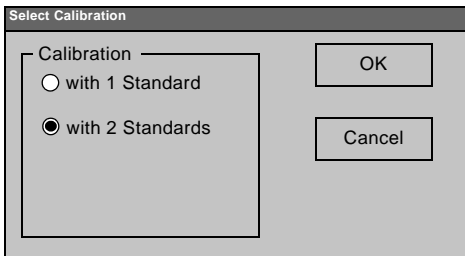 Select Calibration
Calibration
with 1 Standard
with 2 Standards
OK
Cancel